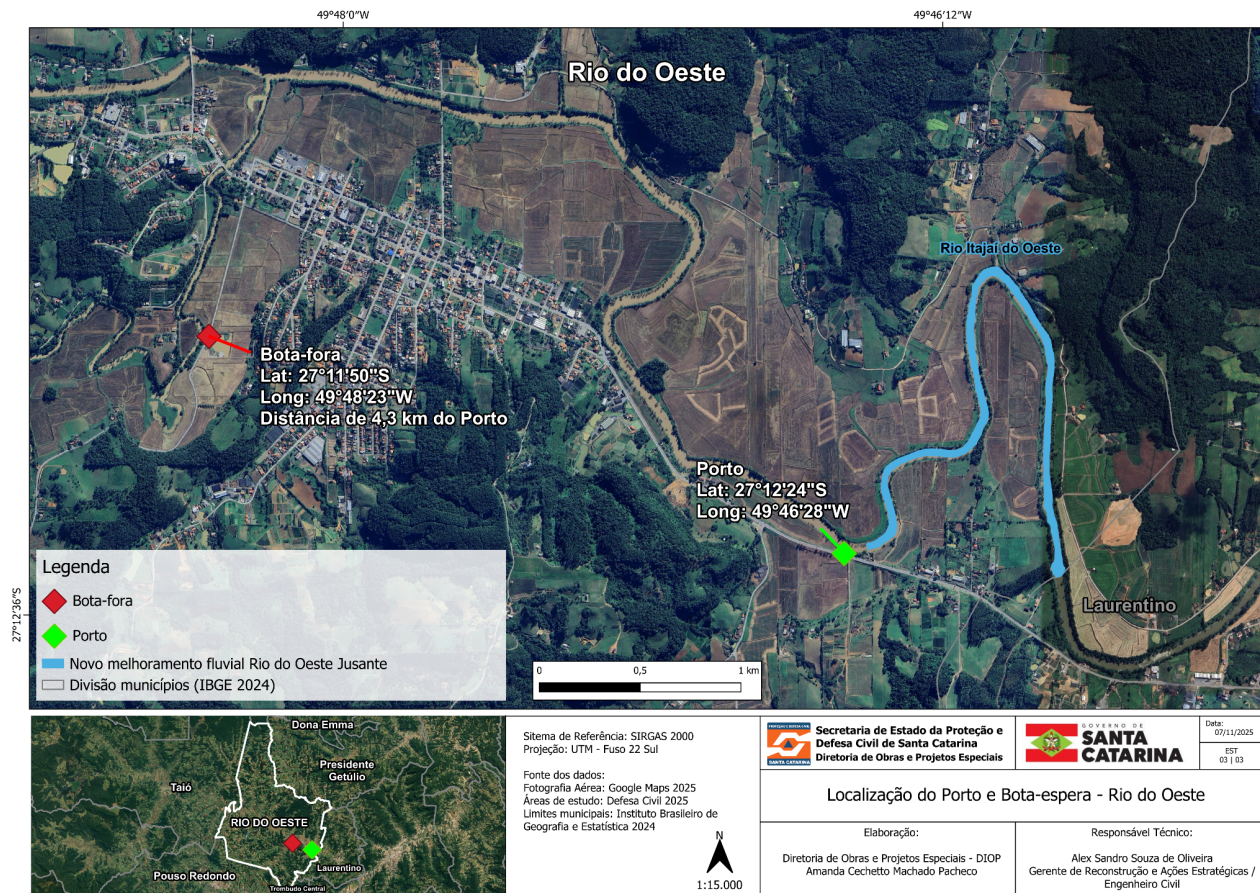 49°48'0"W
49°46'12"W
27°12'36"S
Rio do Oeste
Rio Itajaí do Oeste
Bota-fora
Lat: 27°11'50"S
Long: 49°48'23"W
Distância de 4,3 km do Porto
Porto
Lat: 27°12'24"S
Long: 49°46'28"W
Laurentino
Legenda
Bota-fora
Porto
Novo melhoramento fluvial Rio do Oeste Jusante
Divisão municípios (IBGE 2024)
0
0,5
1 km
Dona Emma
Presidente
Getúlio
Taió
RIO DO OESTE
Laurentino
Pouso Redondo
Trombudo Central
Sitema de Referência: SIRGAS 2000
Projeção: UTM - Fuso 22 Sul
Fonte dos dados:
Fotografia Aérea: Google Maps 2025
Áreas de estudo: Defesa Civil 2025
Limites municipais: Instituto Brasileiro de
Geografia e Estatística 2024
N
1:15.000
PROTEÇÃO E DEFESA CIVIL
SANTA CATARINA
Secretaria de Estado da Proteção e
Defesa Civil de Santa Catarina
Diretoria de Obras e Projetos Especiais
GOVERNO DE
SANTA
CATARINA
Data:
07/11/2025
EST
03 | 03
Localização do Porto e Bota-espera - Rio do Oeste
Elaboração:
Diretoria de Obras e Projetos Especiais - DIOP
Amanda Cechetto Machado Pacheco
Responsável Técnico:
Alex Sandro Souza de Oliveira
Gerente de Reconstrução e Ações Estratégicas /
Engenheiro Civil